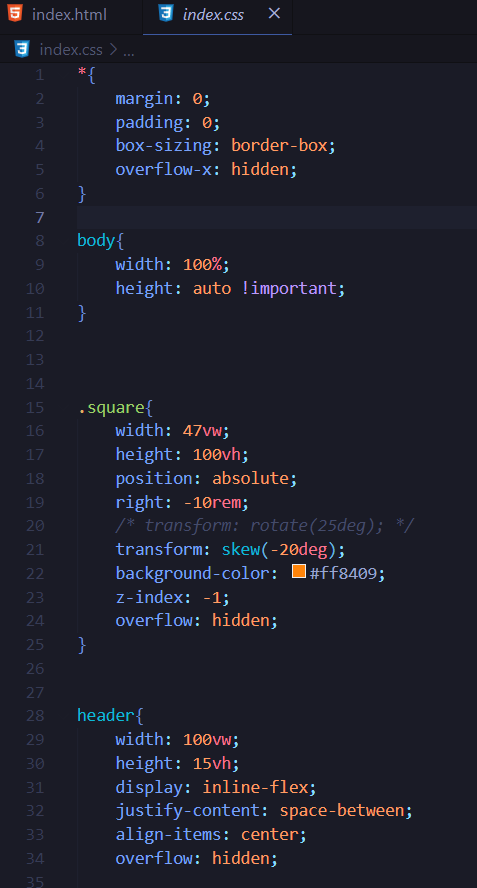 index.html
index.css
index.css > ...
1 *{
2 margin: 0;
3 padding: 0;
4 box-sizing: border-box;
5 overflow-x: hidden;
6 }
7
8 body{
9 width: 100%;
10 height: auto !important;
11 }
12
13
14
15 .square{
16 width: 47vw;
17 height: 100vh;
18 position: absolute;
19 right: -10rem;
20 /* transform: rotate(25deg); */
21 transform: skew(-20deg);
22 background-color: #ff8409;
23 z-index: -1;
24 overflow: hidden;
25 }
26
27
28 header{
29 width: 100vw;
30 height: 15vh;
31 display: inline-flex;
32 justify-content: space-between;
33 align-items: center;
34 overflow: hidden;
35